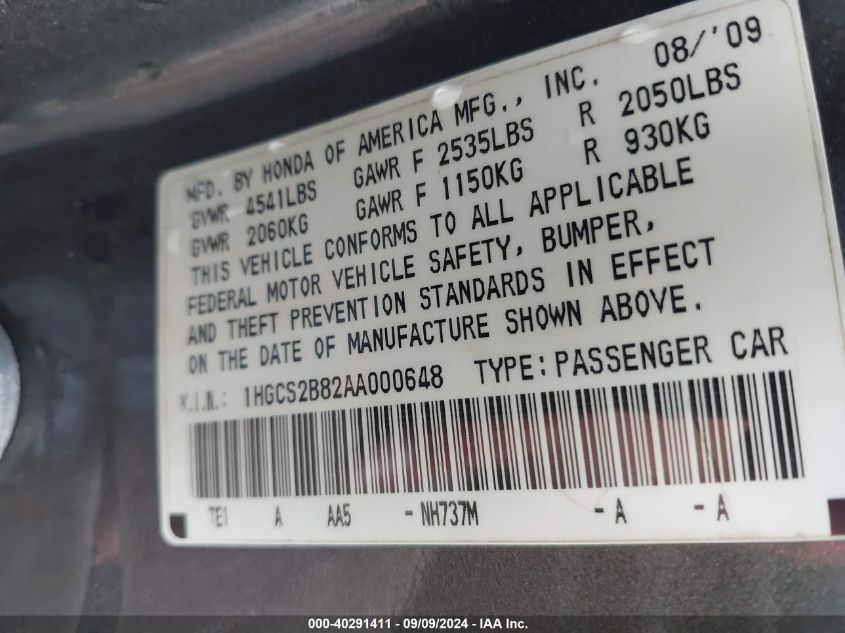 MFD. BY HONDA OF AMERICA MFG., INC. 08/'09
GVWR 4541LBS GAWR F 2535LBS R 2050LBS
GVWR 2060KG GAWR F 1150KG R 930KG
THIS VEHICLE CONFORMS TO ALL APPLICABLE
FEDERAL MOTOR VEHICLE SAFETY, BUMPER,
AND THEFT PREVENTION STANDARDS IN EFFECT
ON THE DATE OF MANUFACTURE SHOWN ABOVE.
V.I.N.: 1HGCS2B82AA000648 TYPE:PASSENGER CAR
TE1 A AA5 -NH737M -A -A
000-40291411 - 09/09/2024 - IAAI Inc.